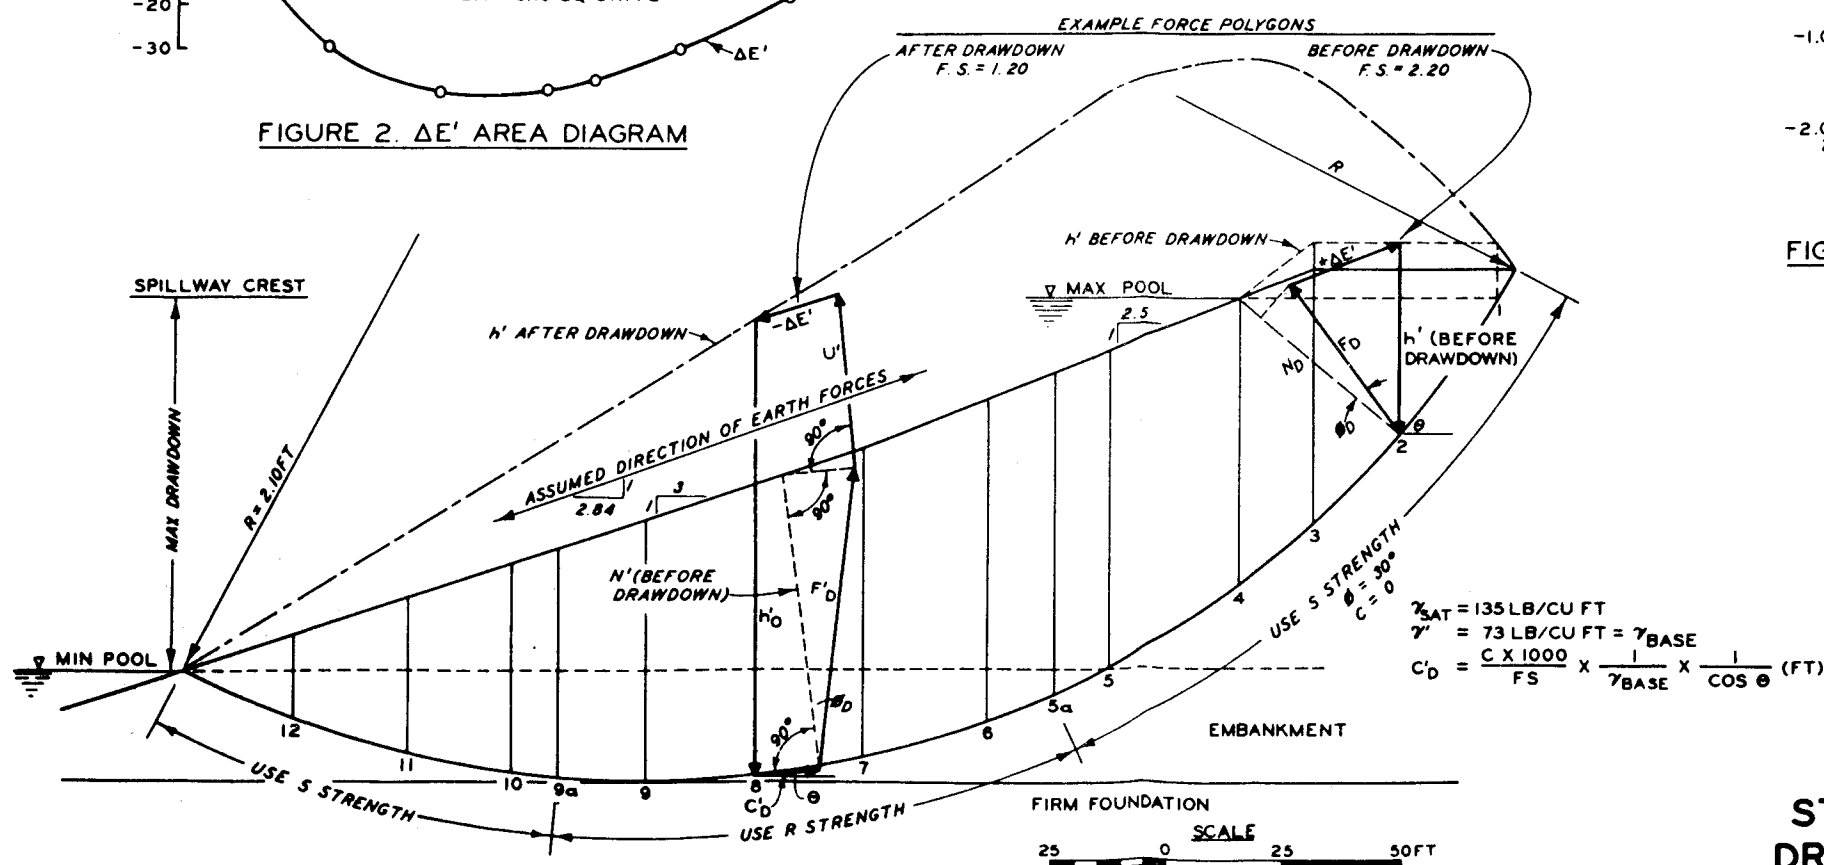 -20
-30
ΔE'
FIGURE 2. ΔE' AREA DIAGRAM
EXAMPLE FORCE POLYGONS
AFTER DRAWDOWN
F.S. = 1.20
BEFORE DRAWDOWN
F.S. = 2.20
-1.
-2.
FIG
R
h' BEFORE DRAWDOWN
+ΔE'
SPILLWAY CREST
MAX POOL
h' AFTER DRAWDOWN
-ΔE'
1
2.5
U'
F_D
N_D
h' (BEFORE
DRAWDOWN)
ASSUMED DIRECTION OF EARTH FORCES
90°
MAX DRAWDOWN
R = 2.10 FT
1
2.84
1
3
90°
φ_D
θ
2
N' (BEFORE
DRAWDOWN)
F'_D
h'_O
3
USE S STRENGTH
φ = 30°
C = 0
4
γ_SAT = 135 LB/CU FT
γ' = 73 LB/CU FT = γ_BASE
C'_D = C X 1000 / FS X 1 / γ_BASE X 1 / COS θ (FT)
MIN POOL
5
φ_D
5a
90°
12
11
10
9a
9
8
7
6
EMBANKMENT
C'_D
θ
USE S STRENGTH
USE R STRENGTH
FIRM FOUNDATION
SCALE
25 0 25 50 FT
ST
DR